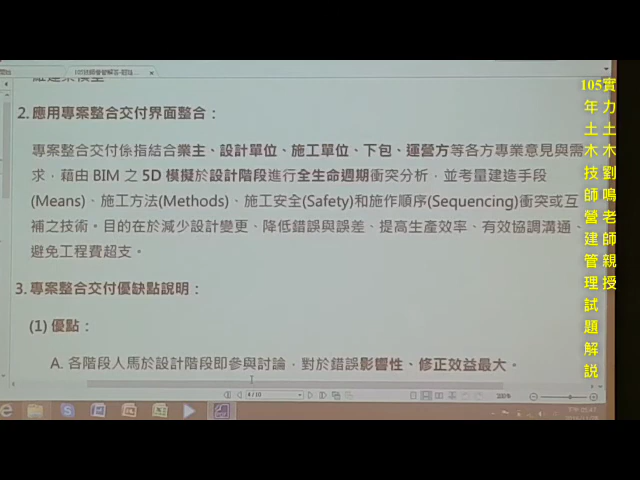 2. 應用專案整合交付界面整合：
專案整合交付係指結合業主、設計單位、施工單位、下包、運營方等各方專業意見與需
求，藉由 BIM 之 5D 模擬於設計階段進行全生命週期衝突分析，並考量建造手段
(Means)、施工方法(Methods)、施工安全(Safety)和施作順序(Sequencing)衝突或互
補之技術。目的在於減少設計變更、降低錯誤與誤差、提高生產效率、有效協調溝通、
避免工程費超支。
3. 專案整合交付優缺點說明：
(1) 優點：
A. 各階段人馬於設計階段即參與討論，對於錯誤影響性、修正效益最大。
4 / 10
實力土木劉鳴老師親授
105年土木技師營建管理試題解說